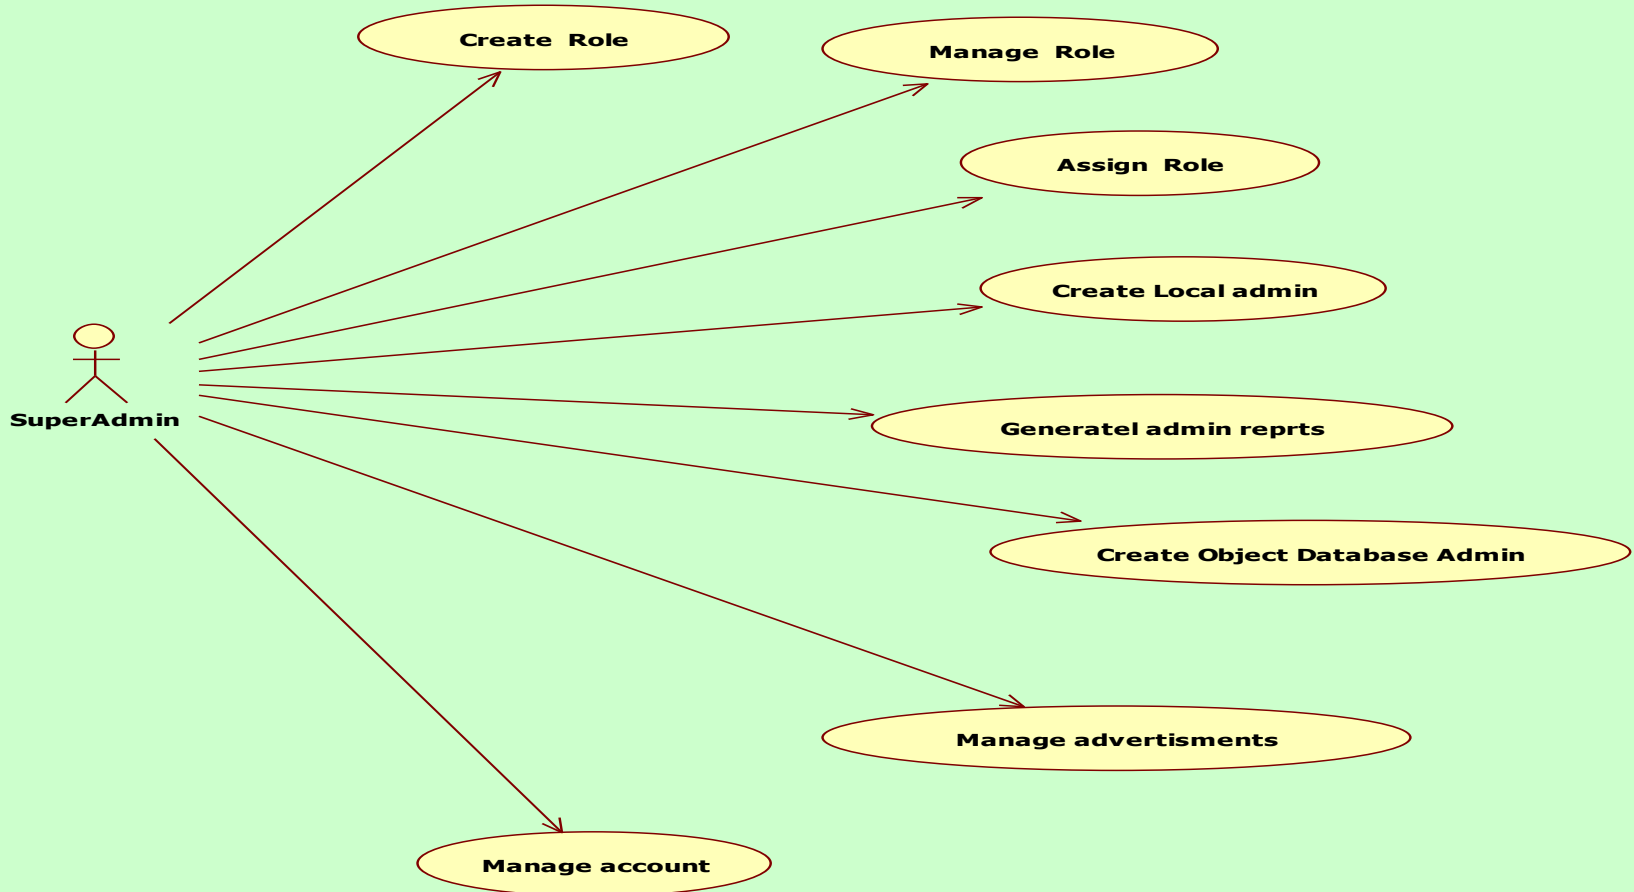 Create Role
Manage Role
Assign Role
Create Local admin
SuperAdmin
Generatel admin reprts
Create Object Database Admin
Manage advertisments
Manage account